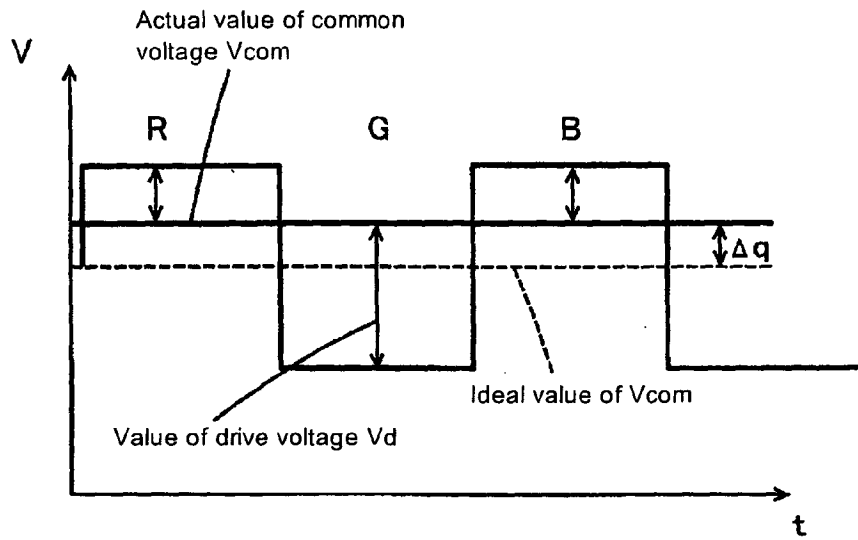 Actual value of common
voltage Vcom
V
R
G
B
Δq
Ideal value of Vcom
Value of drive voltage Vd
t